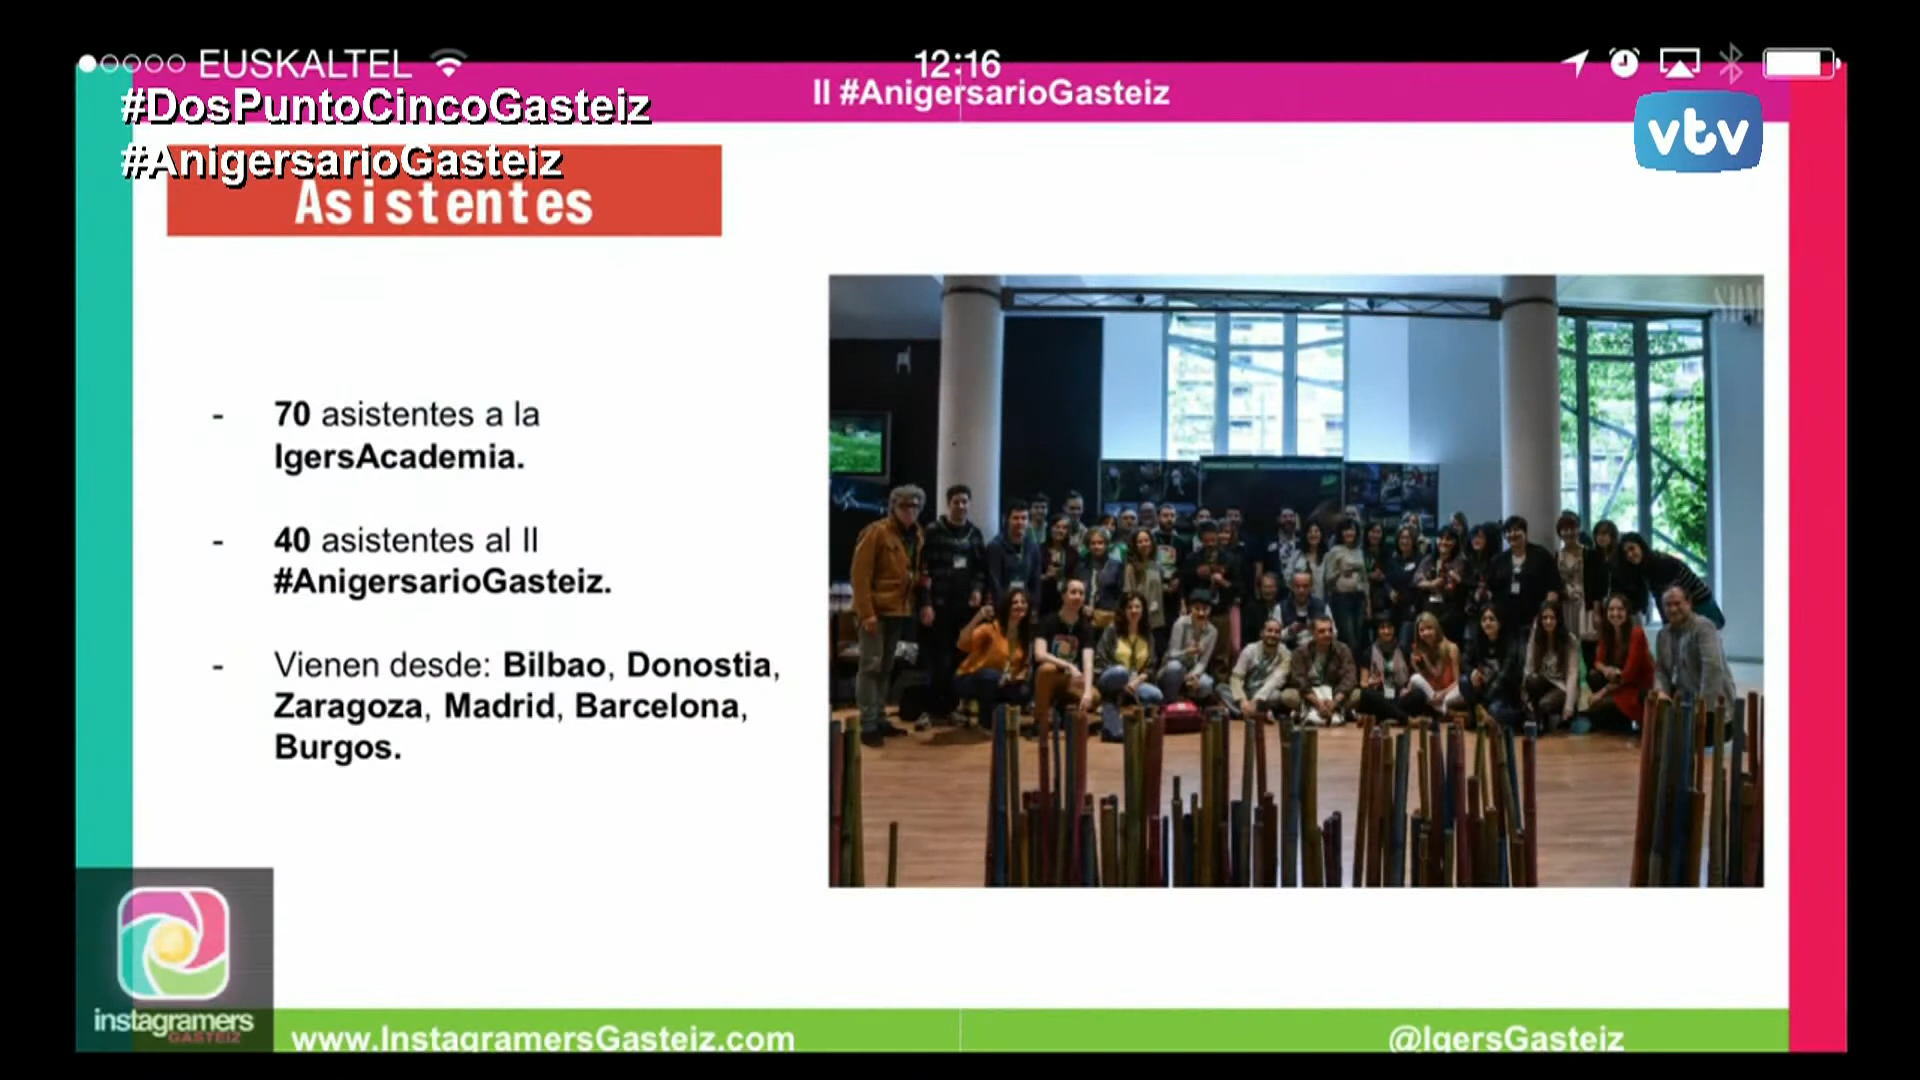 EUSKALTEL
12:16
II #AnigersarioGasteiz
#DosPuntoCincoGasteiz
#AnigersarioGasteiz
vtv
Asistentes
- 70 asistentes a la
IgersAcademia.
- 40 asistentes al II
#AnigersarioGasteiz.
- Vienen desde: Bilbao, Donostia,
Zaragoza, Madrid, Barcelona,
Burgos.
instagramers
GASTEIZ
www.InstagramersGasteiz.com
@IgersGasteiz